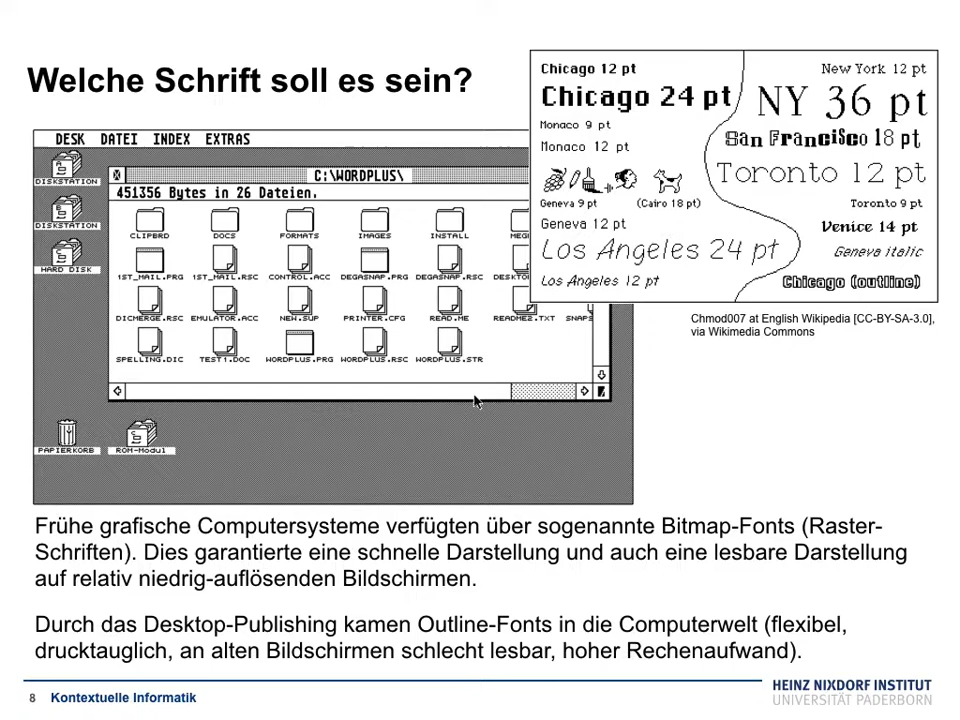 Welche Schrift soll es sein?
DESK DATEI INDEX EXTRAS
DISKSTATION
DISKSTATION
HARD DISK
C:\WORDPLUS\
451356 Bytes in 26 Dateien.
CLIPBRD DOCS FORMATS IMAGES INSTALL
1ST_MAIL.PRG 1ST_MAIL.RSC CONTROL.ACC DEGASNAP.PRG DEGASNAP.RSC
DICMERGE.RSC EMULATOR.ACC NEW.SUP PRINTER.CFG READ.ME README2.TXT
SPELLING.DIC TEST1.DOC WORDPLUS.PRG WORDPLUS.RSC WORDPLUS.STR
PAPIERKORB ROM-Modul
Chicago 12 pt
Chicago 24 pt
Monaco 9 pt
Monaco 12 pt
Geneva 9 pt (Cairo 18 pt)
Geneva 12 pt
Los Angeles 24 pt
Los Angeles 12 pt
New York 12 pt
NY 36 pt
San Francisco 18 pt
Toronto 12 pt
Toronto 9 pt
Venice 14 pt
Geneva italic
Chicago (outline)
Chmod007 at English Wikipedia [CC-BY-SA-3.0],
via Wikimedia Commons
Frühe grafische Computersysteme verfügten über sogenannte Bitmap-Fonts (Raster-
Schriften). Dies garantierte eine schnelle Darstellung und auch eine lesbare Darstellung
auf relativ niedrig-auflösenden Bildschirmen.
Durch das Desktop-Publishing kamen Outline-Fonts in die Computerwelt (flexibel,
drucktauglich, an alten Bildschirmen schlecht lesbar, hoher Rechenaufwand).
8 Kontextuelle Informatik
HEINZ NIXDORF INSTITUT
UNIVERSITÄT PADERBORN